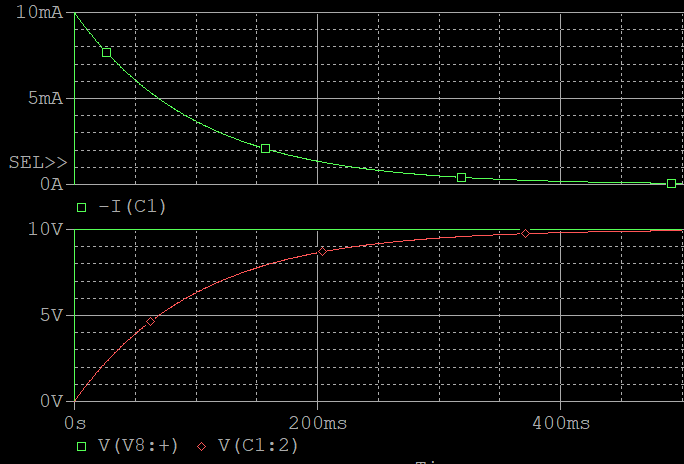 10mA
5mA
SEL>>
0A
-I(C1)
10V
5V
0V
0s 200ms 400ms
V(V8:+) V(C1:2)